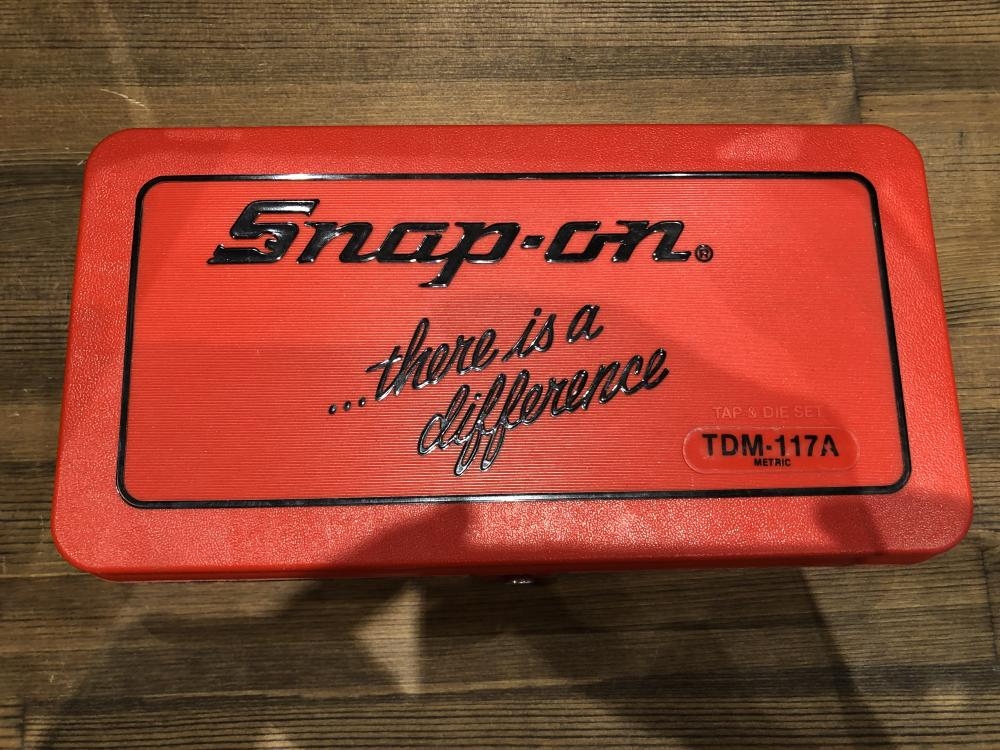 Snap-on®
...there is a
difference
TAP & DIE SET
TDM-117A
METRIC